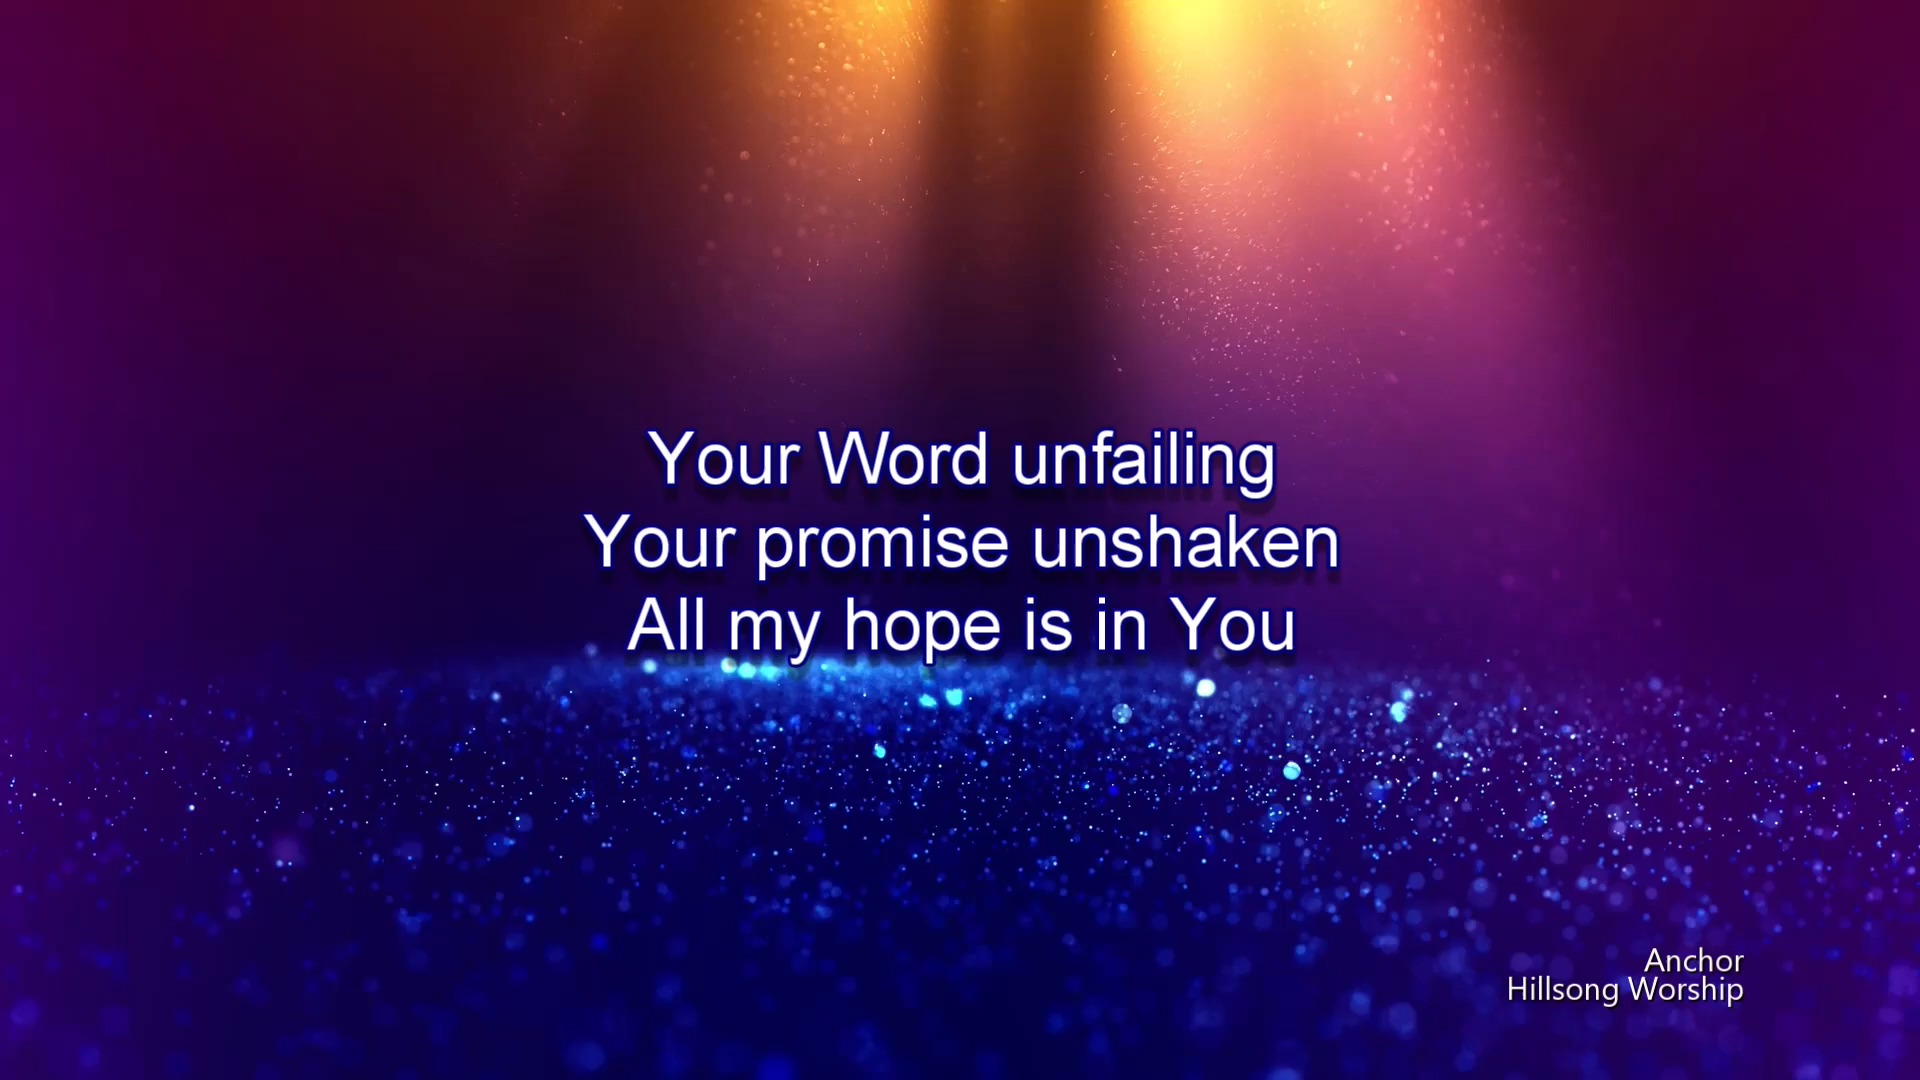 Your Word unfailing
Your promise unshaken
All my hope is in You
Anchor
Hillsong Worship